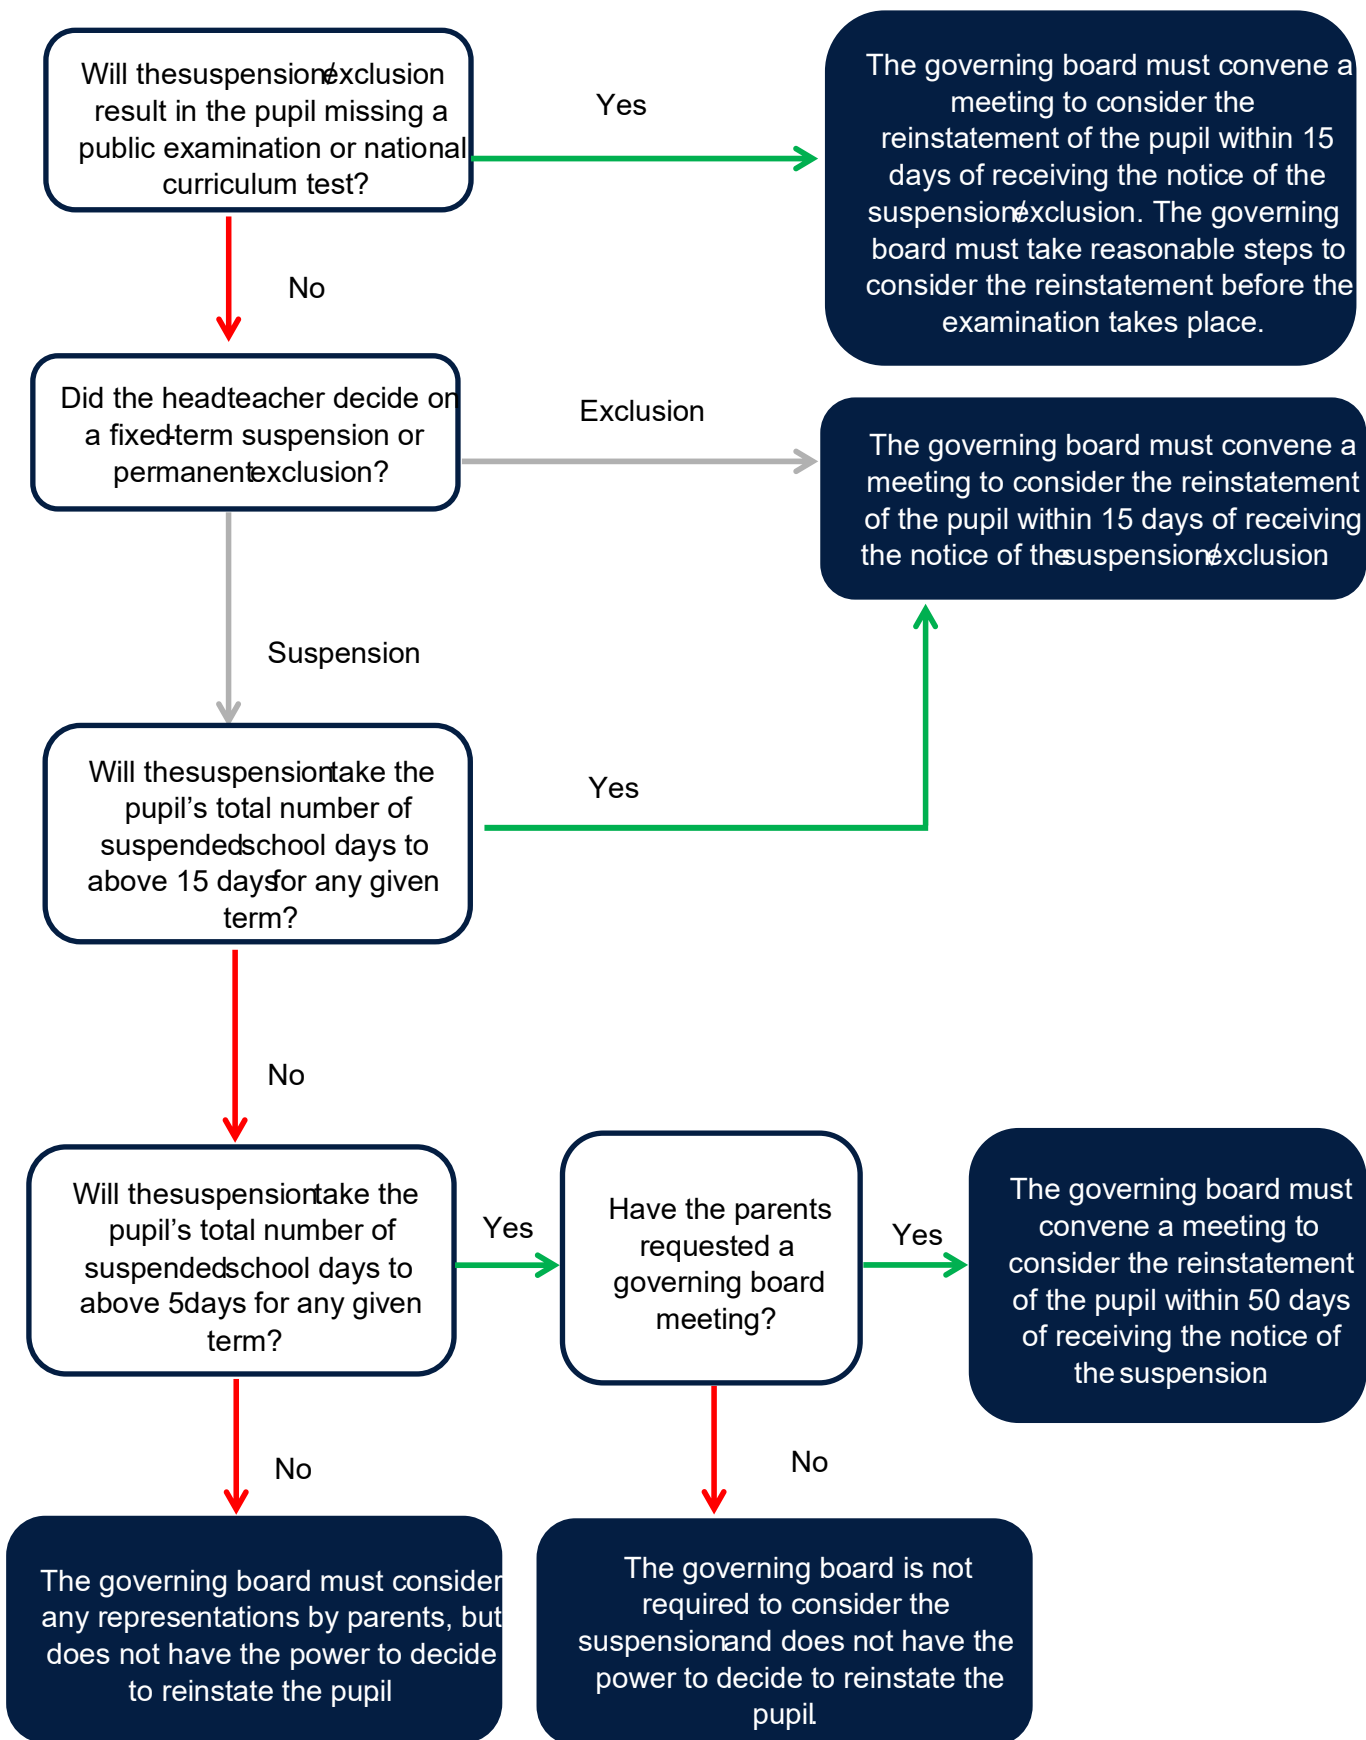 Will thesuspension/exclusion
result in the pupil missing a
public examination or national
curriculum test?
Yes
The governing board must convene a
meeting to consider the
reinstatement of the pupil within 15
days of receiving the notice of the
suspension/exclusion. The governing
board must take reasonable steps to
consider the reinstatement before the
examination takes place.
No
Did the headteacher decide on
a fixed-term suspension or
permanent exclusion?
Exclusion
The governing board must convene a
meeting to consider the reinstatement
of the pupil within 15 days of receiving
the notice of the suspension/exclusion.
Suspension
Will thesuspension take the
pupil’s total number of
suspended school days to
above 15 days for any given
term?
Yes
No
Will thesuspension take the
pupil’s total number of
suspended school days to
above 5days for any given
term?
Yes
Have the parents
requested a
governing board
meeting?
Yes
The governing board must
convene a meeting to
consider the reinstatement
of the pupil within 50 days
of receiving the notice of
the suspension.
No
No
The governing board must consider
any representations by parents, but
does not have the power to decide
to reinstate the pupil
The governing board is not
required to consider the
suspension and does not have the
power to decide to reinstate the
pupil.